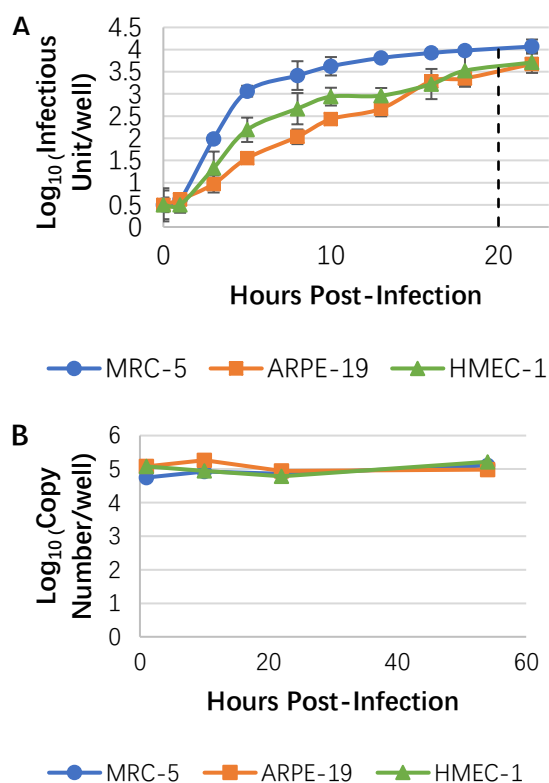 A
Log10 (Infectious
Unit/well)
4.5
4
3.5
3
2.5
2
1.5
1
0.5
0
0 10 20
Hours Post-Infection
MRC-5 ARPE-19 HMEC-1
B
Log10 (Copy
Number/well)
6
5
4
3
2
1
0
0 20 40 60
Hours Post-Infection
MRC-5 ARPE-19 HMEC-1